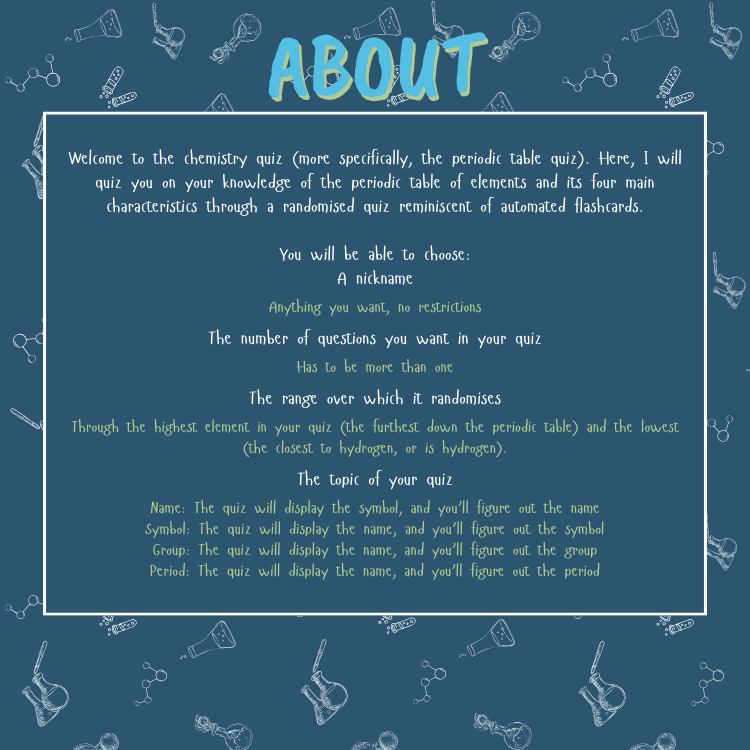 ABOUT
Welcome to the chemistry quiz (more specifically, the periodic table quiz). Here, I will
quiz you on your knowledge of the periodic table of elements and its four main
characteristics through a randomised quiz reminiscent of automated flashcards.
You will be able to choose:
A nickname
Anything you want, no restrictions
The number of questions you want in your quiz
Has to be more than one
The range over which it randomises
Through the highest element in your quiz (the furthest down the periodic table) and the lowest
(the closest to hydrogen, or is hydrogen).
The topic of your quiz
Name: The quiz will display the symbol, and you'll figure out the name
Symbol: The quiz will display the name, and you'll figure out the symbol
Group: The quiz will display the name, and you'll figure out the group
Period: The quiz will display the name, and you'll figure out the period